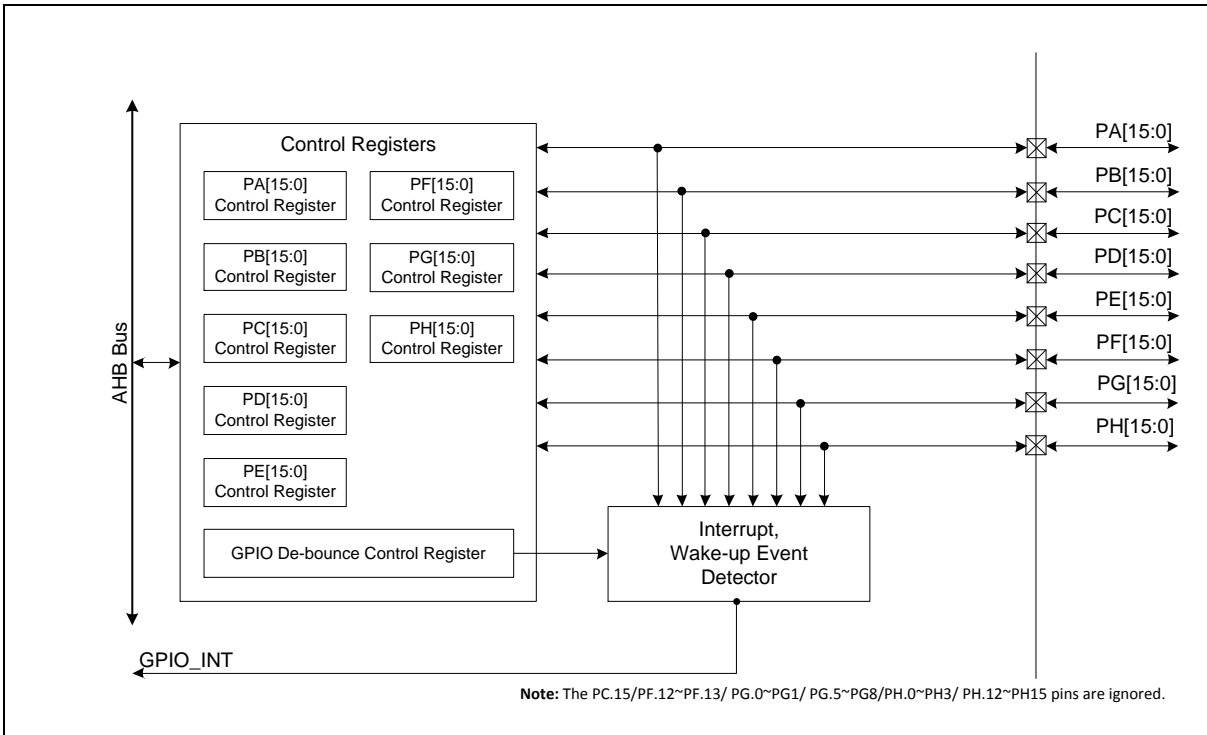 Control Registers
PA[15:0]
Control Register
PF[15:0]
Control Register
PB[15:0]
Control Register
PG[15:0]
Control Register
PC[15:0]
Control Register
PH[15:0]
Control Register
PD[15:0]
Control Register
PE[15:0]
Control Register
GPIO De-bounce Control Register
AHB Bus
Interrupt,
Wake-up Event
Detector
PA[15:0]
PB[15:0]
PC[15:0]
PD[15:0]
PE[15:0]
PF[15:0]
PG[15:0]
PH[15:0]
GPIO_INT
Note: The PC.15/PF.12~PF.13/ PG.0~PG1/ PG.5~PG8/PH.0~PH3/ PH.12~PH15 pins are ignored.